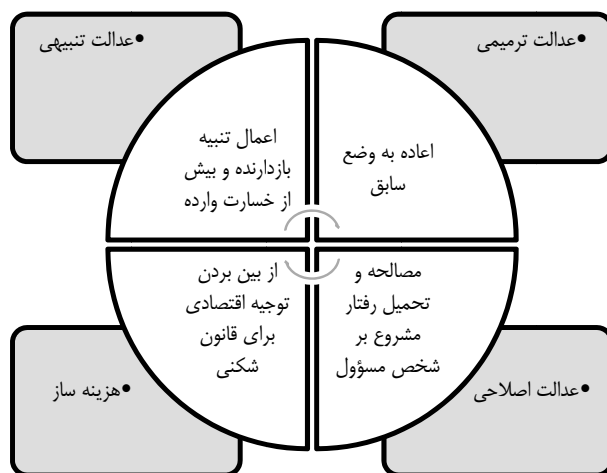 •عدالت ترمیمی
•عدالت تنبیهی
اعاده به وضع
سابق
اعمال تنبیه
بازدارنده و بیش
از خسارت وارده
مصالحه و
تحمیل رفتار
مشروع بر
شخص مسؤول
از بین بردن
توجیه اقتصادی
برای قانون
شکنی
•عدالت اصلاحی
•هزینه ساز